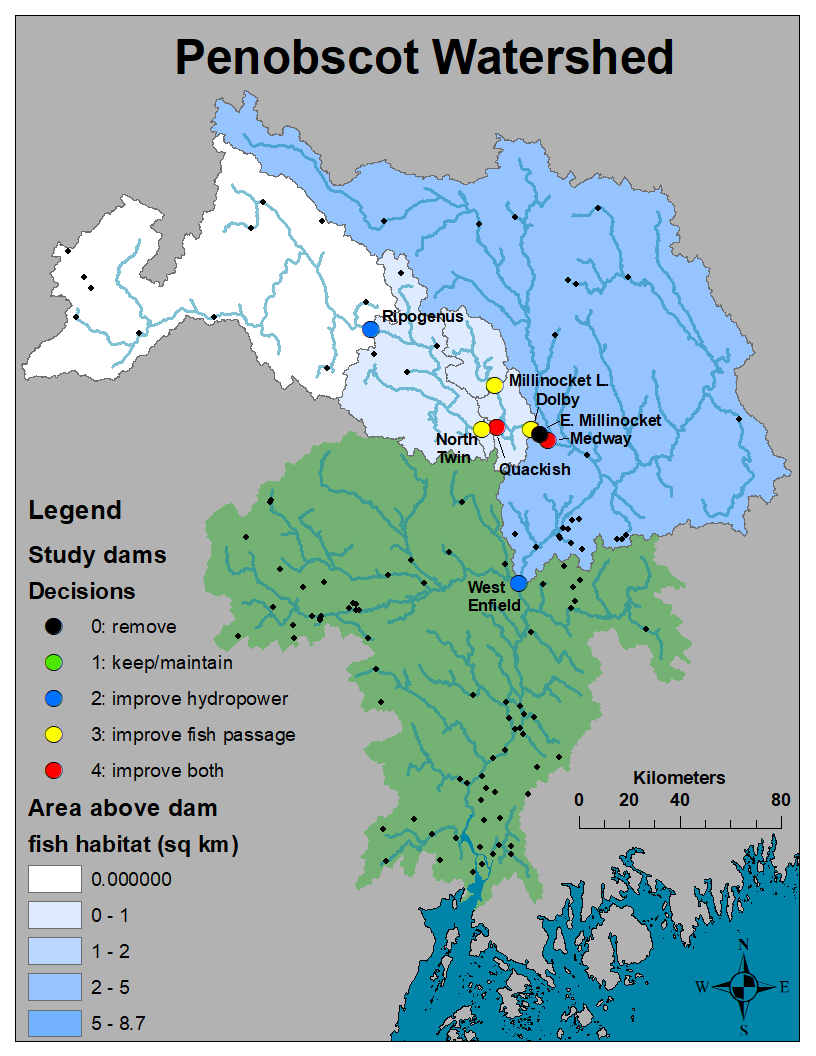 Penobscot Watershed
Ripogenus
Millinocket L.
Dolby
E. Millinocket
Medway
North
Twin
Quackish
West
Enfield
Legend
Study dams
Decisions
0: remove
1: keep/maintain
2: improve hydropower
3: improve fish passage
4: improve both
Area above dam
fish habitat (sq km)
0.000000
0 - 1
1 - 2
2 - 5
5 - 8.7
Kilometers
0 20 40 80
N
W E
S